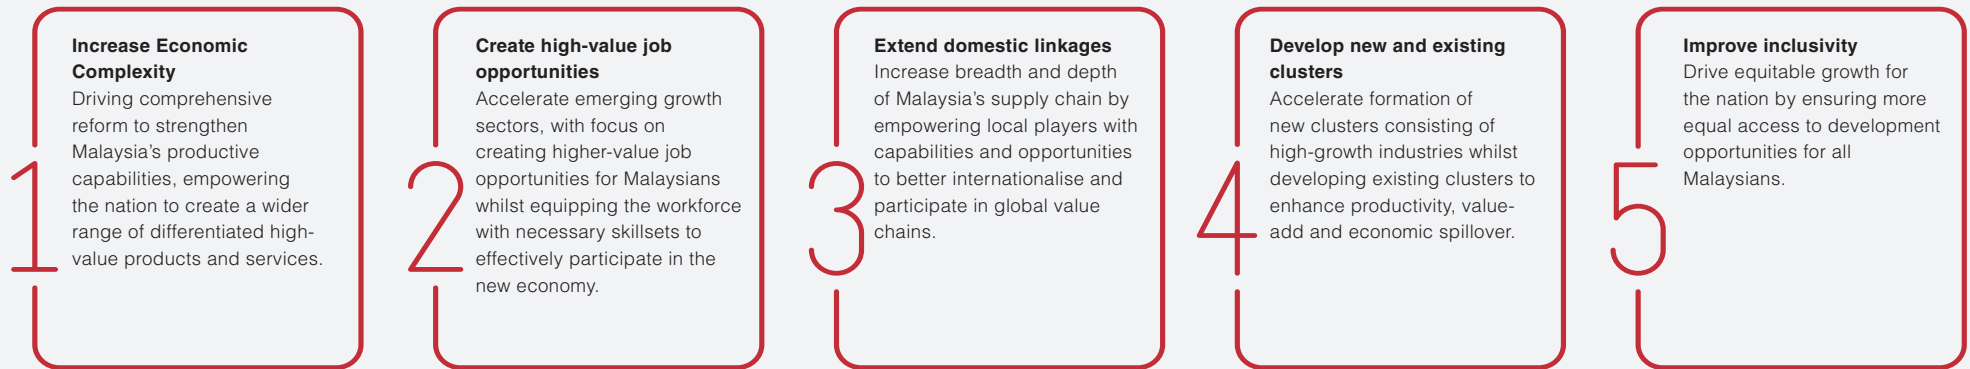 1
Increase Economic
Complexity
Driving comprehensive
reform to strengthen
Malaysia’s productive
capabilities, empowering
the nation to create a wider
range of differentiated high-
value products and services.
2
Create high-value job
opportunities
Accelerate emerging growth
sectors, with focus on
creating higher-value job
opportunities for Malaysians
whilst equipping the workforce
with necessary skillsets to
effectively participate in the
new economy.
3
Extend domestic linkages
Increase breadth and depth
of Malaysia’s supply chain by
empowering local players with
capabilities and opportunities
to better internationalise and
participate in global value
chains.
4
Develop new and existing
clusters
Accelerate formation of
new clusters consisting of
high-growth industries whilst
developing existing clusters to
enhance productivity, value-
add and economic spillover.
5
Improve inclusivity
Drive equitable growth for
the nation by ensuring more
equal access to development
opportunities for all
Malaysians.